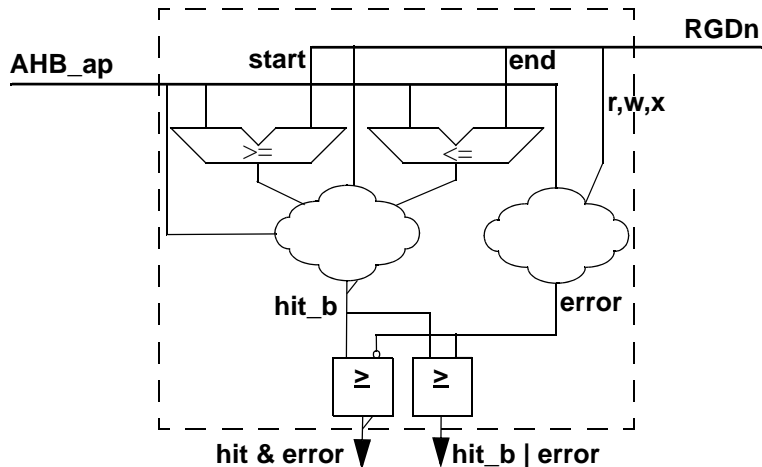 RGDn
AHB_ap
start
end
r,w,x
>=
<=
hit_b
error
≥
≥
hit & error
hit_b | error